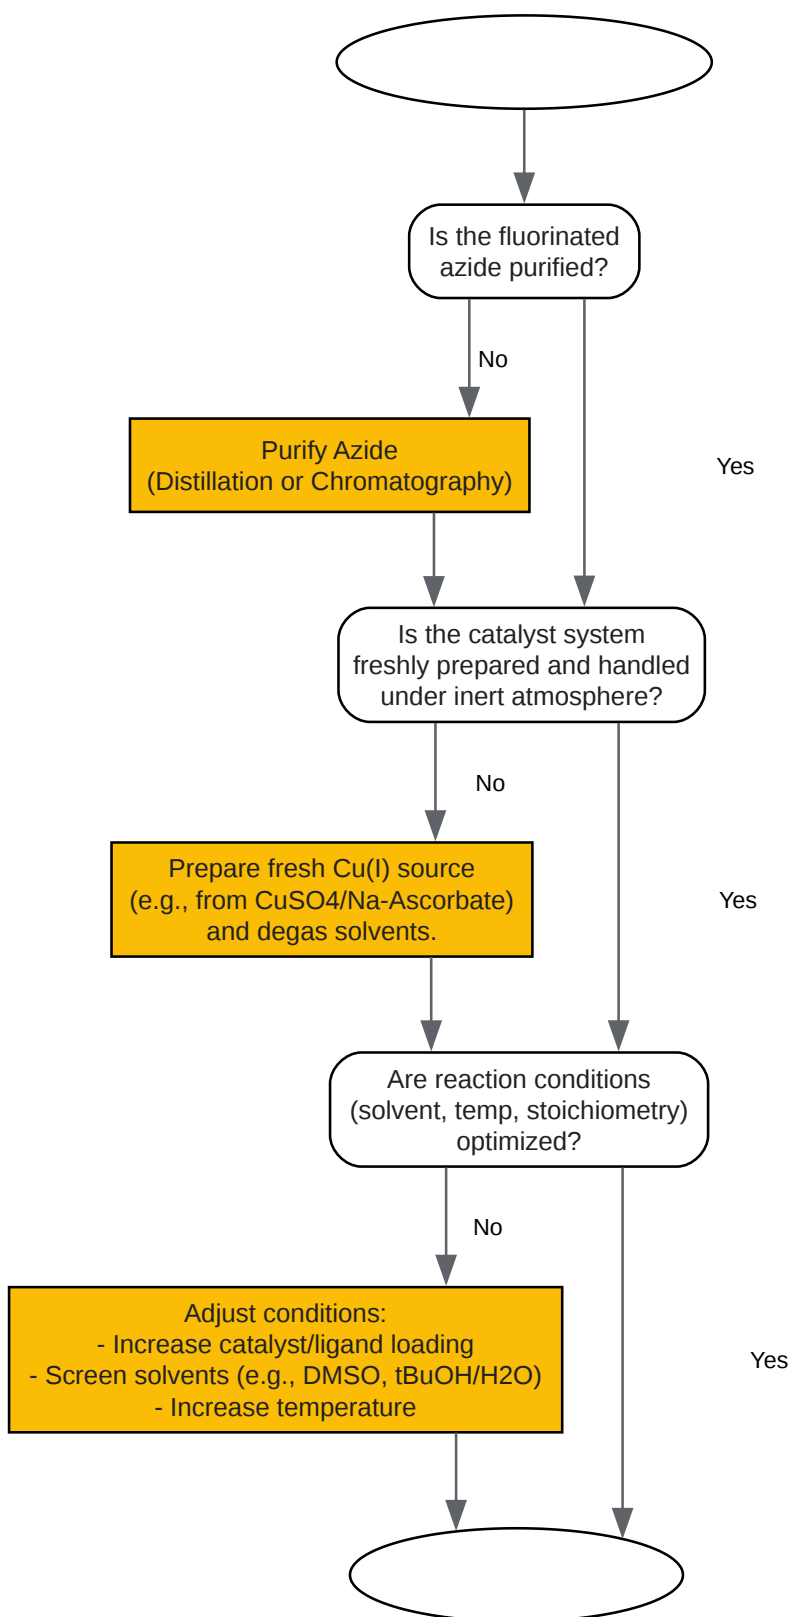 Is the fluorinated
azide purified?
No
Purify Azide
(Distillation or Chromatography)
Yes
Is the catalyst system
freshly prepared and handled
under inert atmosphere?
No
Prepare fresh Cu(I) source
(e.g., from CuSO4/Na-Ascorbate)
and degas solvents.
Yes
Are reaction conditions
(solvent, temp, stoichiometry)
optimized?
No
Adjust conditions:
- Increase catalyst/ligand loading
- Screen solvents (e.g., DMSO, tBuOH/H2O)
- Increase temperature
Yes